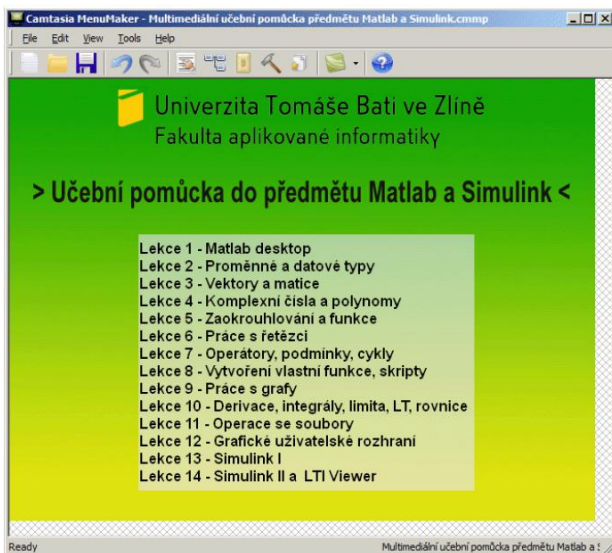 Camtasia MenuMaker - Multimediální učební pomůcka předmětu Matlab a Simulink.cmmp
File Edit View Tools Help
Univerzita Tomáše Bati ve Zlíně
Fakulta aplikované informatiky
> Učební pomůcka do předmětu Matlab a Simulink <
Lekce 1 - Matlab desktop
Lekce 2 - Proměnné a datové typy
Lekce 3 - Vektory a matice
Lekce 4 - Komplexní čísla a polynomy
Lekce 5 - Zaokrouhlování a funkce
Lekce 6 - Práce s řetězci
Lekce 7 - Operátory, podmínky, cykly
Lekce 8 - Vytvoření vlastní funkce, skripty
Lekce 9 - Práce s grafy
Lekce 10 - Derivace, integrály, limita, LT, rovnice
Lekce 11 - Operace se soubory
Lekce 12 - Grafické uživatelské rozhraní
Lekce 13 - Simulink I
Lekce 14 - Simulink II a LTI Viewer
Ready Multimediální učební pomůcka předmětu Matlab a